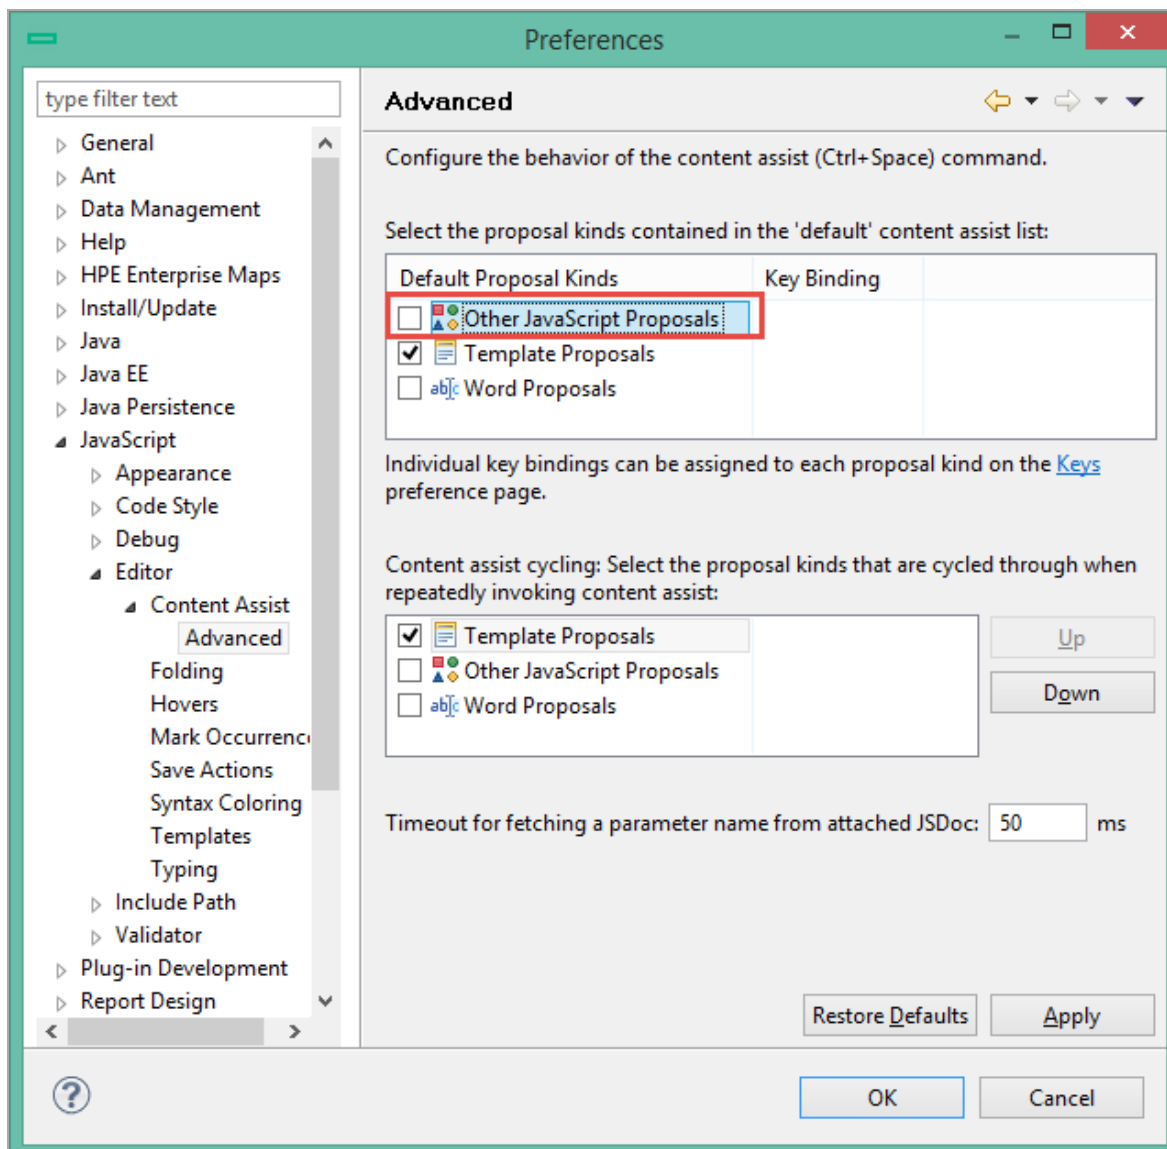 Preferences
type filter text
General
Ant
Data Management
Help
HPE Enterprise Maps
Install/Update
Java
Java EE
Java Persistence
JavaScript
Appearance
Code Style
Debug
Editor
Content Assist
Advanced
Folding
Hovers
Mark Occurrenc
Save Actions
Syntax Coloring
Templates
Typing
Include Path
Validator
Plug-in Development
Report Design
Advanced
Configure the behavior of the content assist (Ctrl+Space) command.
Select the proposal kinds contained in the 'default' content assist list:
Default Proposal Kinds Key Binding
Other JavaScript Proposals
Template Proposals
Word Proposals
Individual key bindings can be assigned to each proposal kind on the Keys
preference page.
Content assist cycling: Select the proposal kinds that are cycled through when
repeatedly invoking content assist:
Template Proposals
Other JavaScript Proposals
Word Proposals
Up
Down
Timeout for fetching a parameter name from attached JSDoc: 50 ms
Restore Defaults Apply
OK Cancel